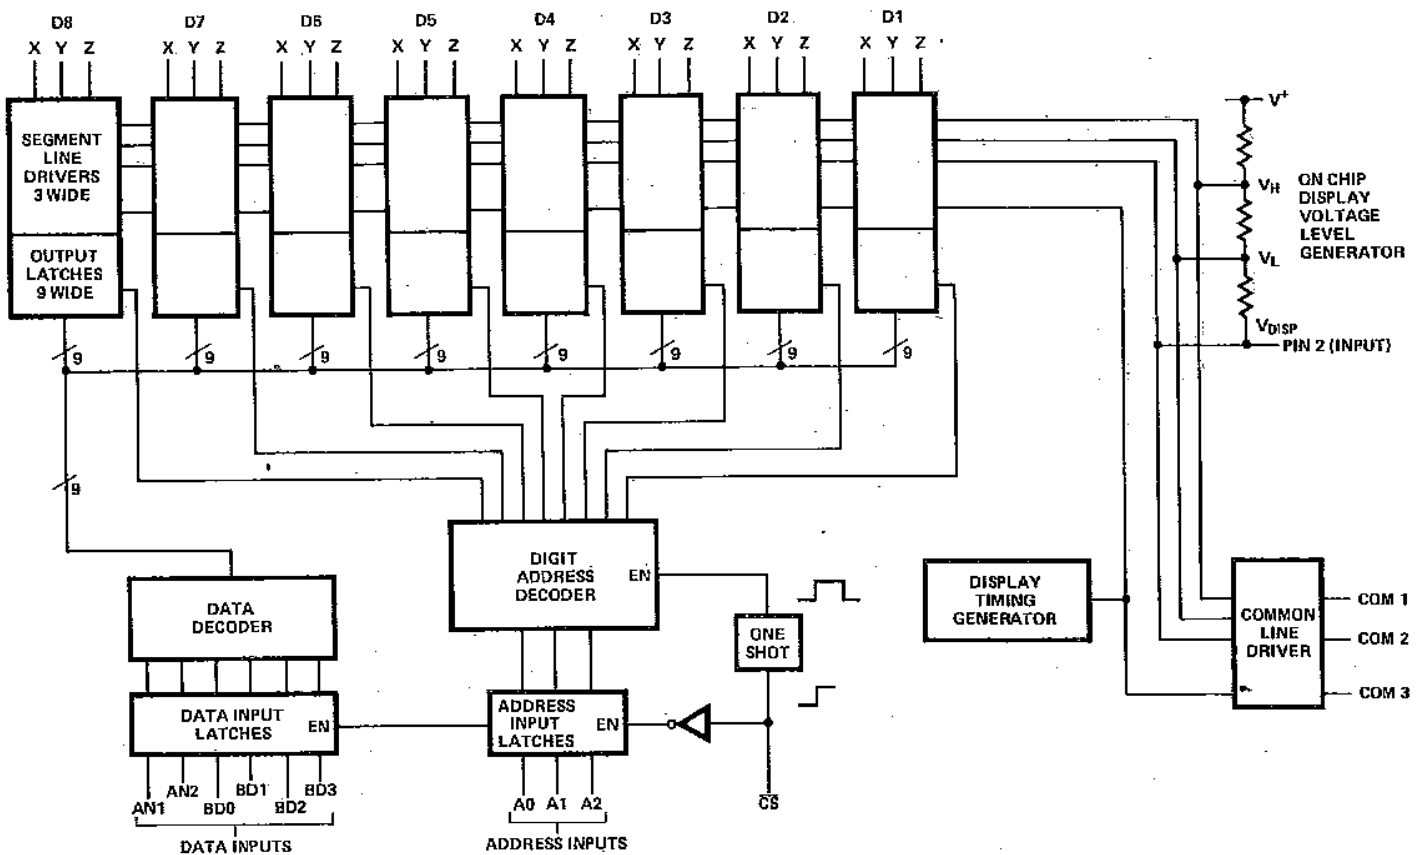 D8 D7 D6 D5 D4 D3 D2 D1
X Y Z X Y Z X Y Z X Y Z X Y Z X Y Z X Y Z X Y Z
SEGMENT
LINE
DRIVERS
3 WIDE
OUTPUT
LATCHES
9 WIDE
V+
VH
VL
VDISP
PIN 2 (INPUT)
ON CHIP
DISPLAY
VOLTAGE
LEVEL
GENERATOR
9 9 9 9 9 9 9 9
9
DIGIT
ADDRESS
DECODER
EN
DATA
DECODER
ONE
SHOT
DISPLAY
TIMING
GENERATOR
COMMON
LINE
DRIVER
COM 1
COM 2
COM 3
DATA INPUT
LATCHES
EN
ADDRESS
INPUT
LATCHES
EN
AN1 AN2 BD0 BD1 BD2 BD3
DATA INPUTS
A0 A1 A2
ADDRESS INPUTS
C̅S̅